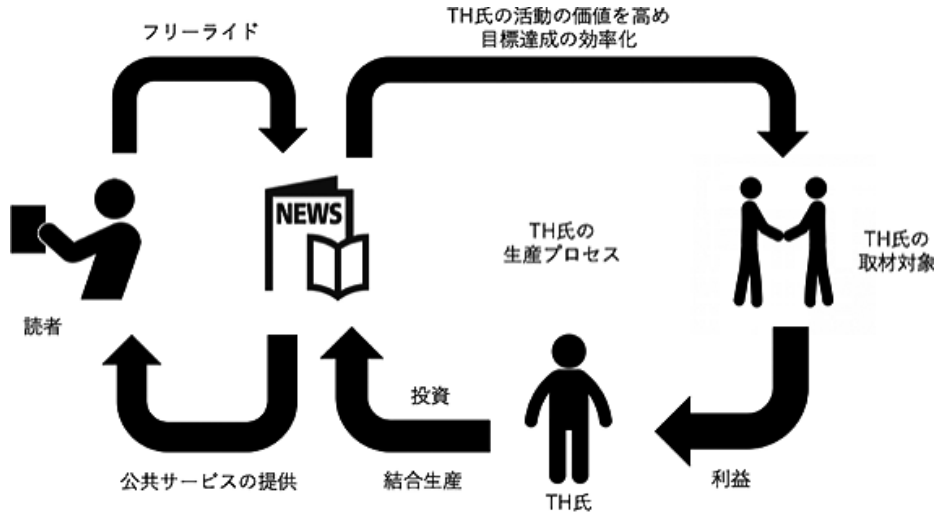 フリーライド
TH氏の活動の価値を高め
目標達成の効率化
NEWS
TH氏の
生産プロセス
TH氏の
取材対象
読者
投資
公共サービスの提供
結合生産
利益
TH氏